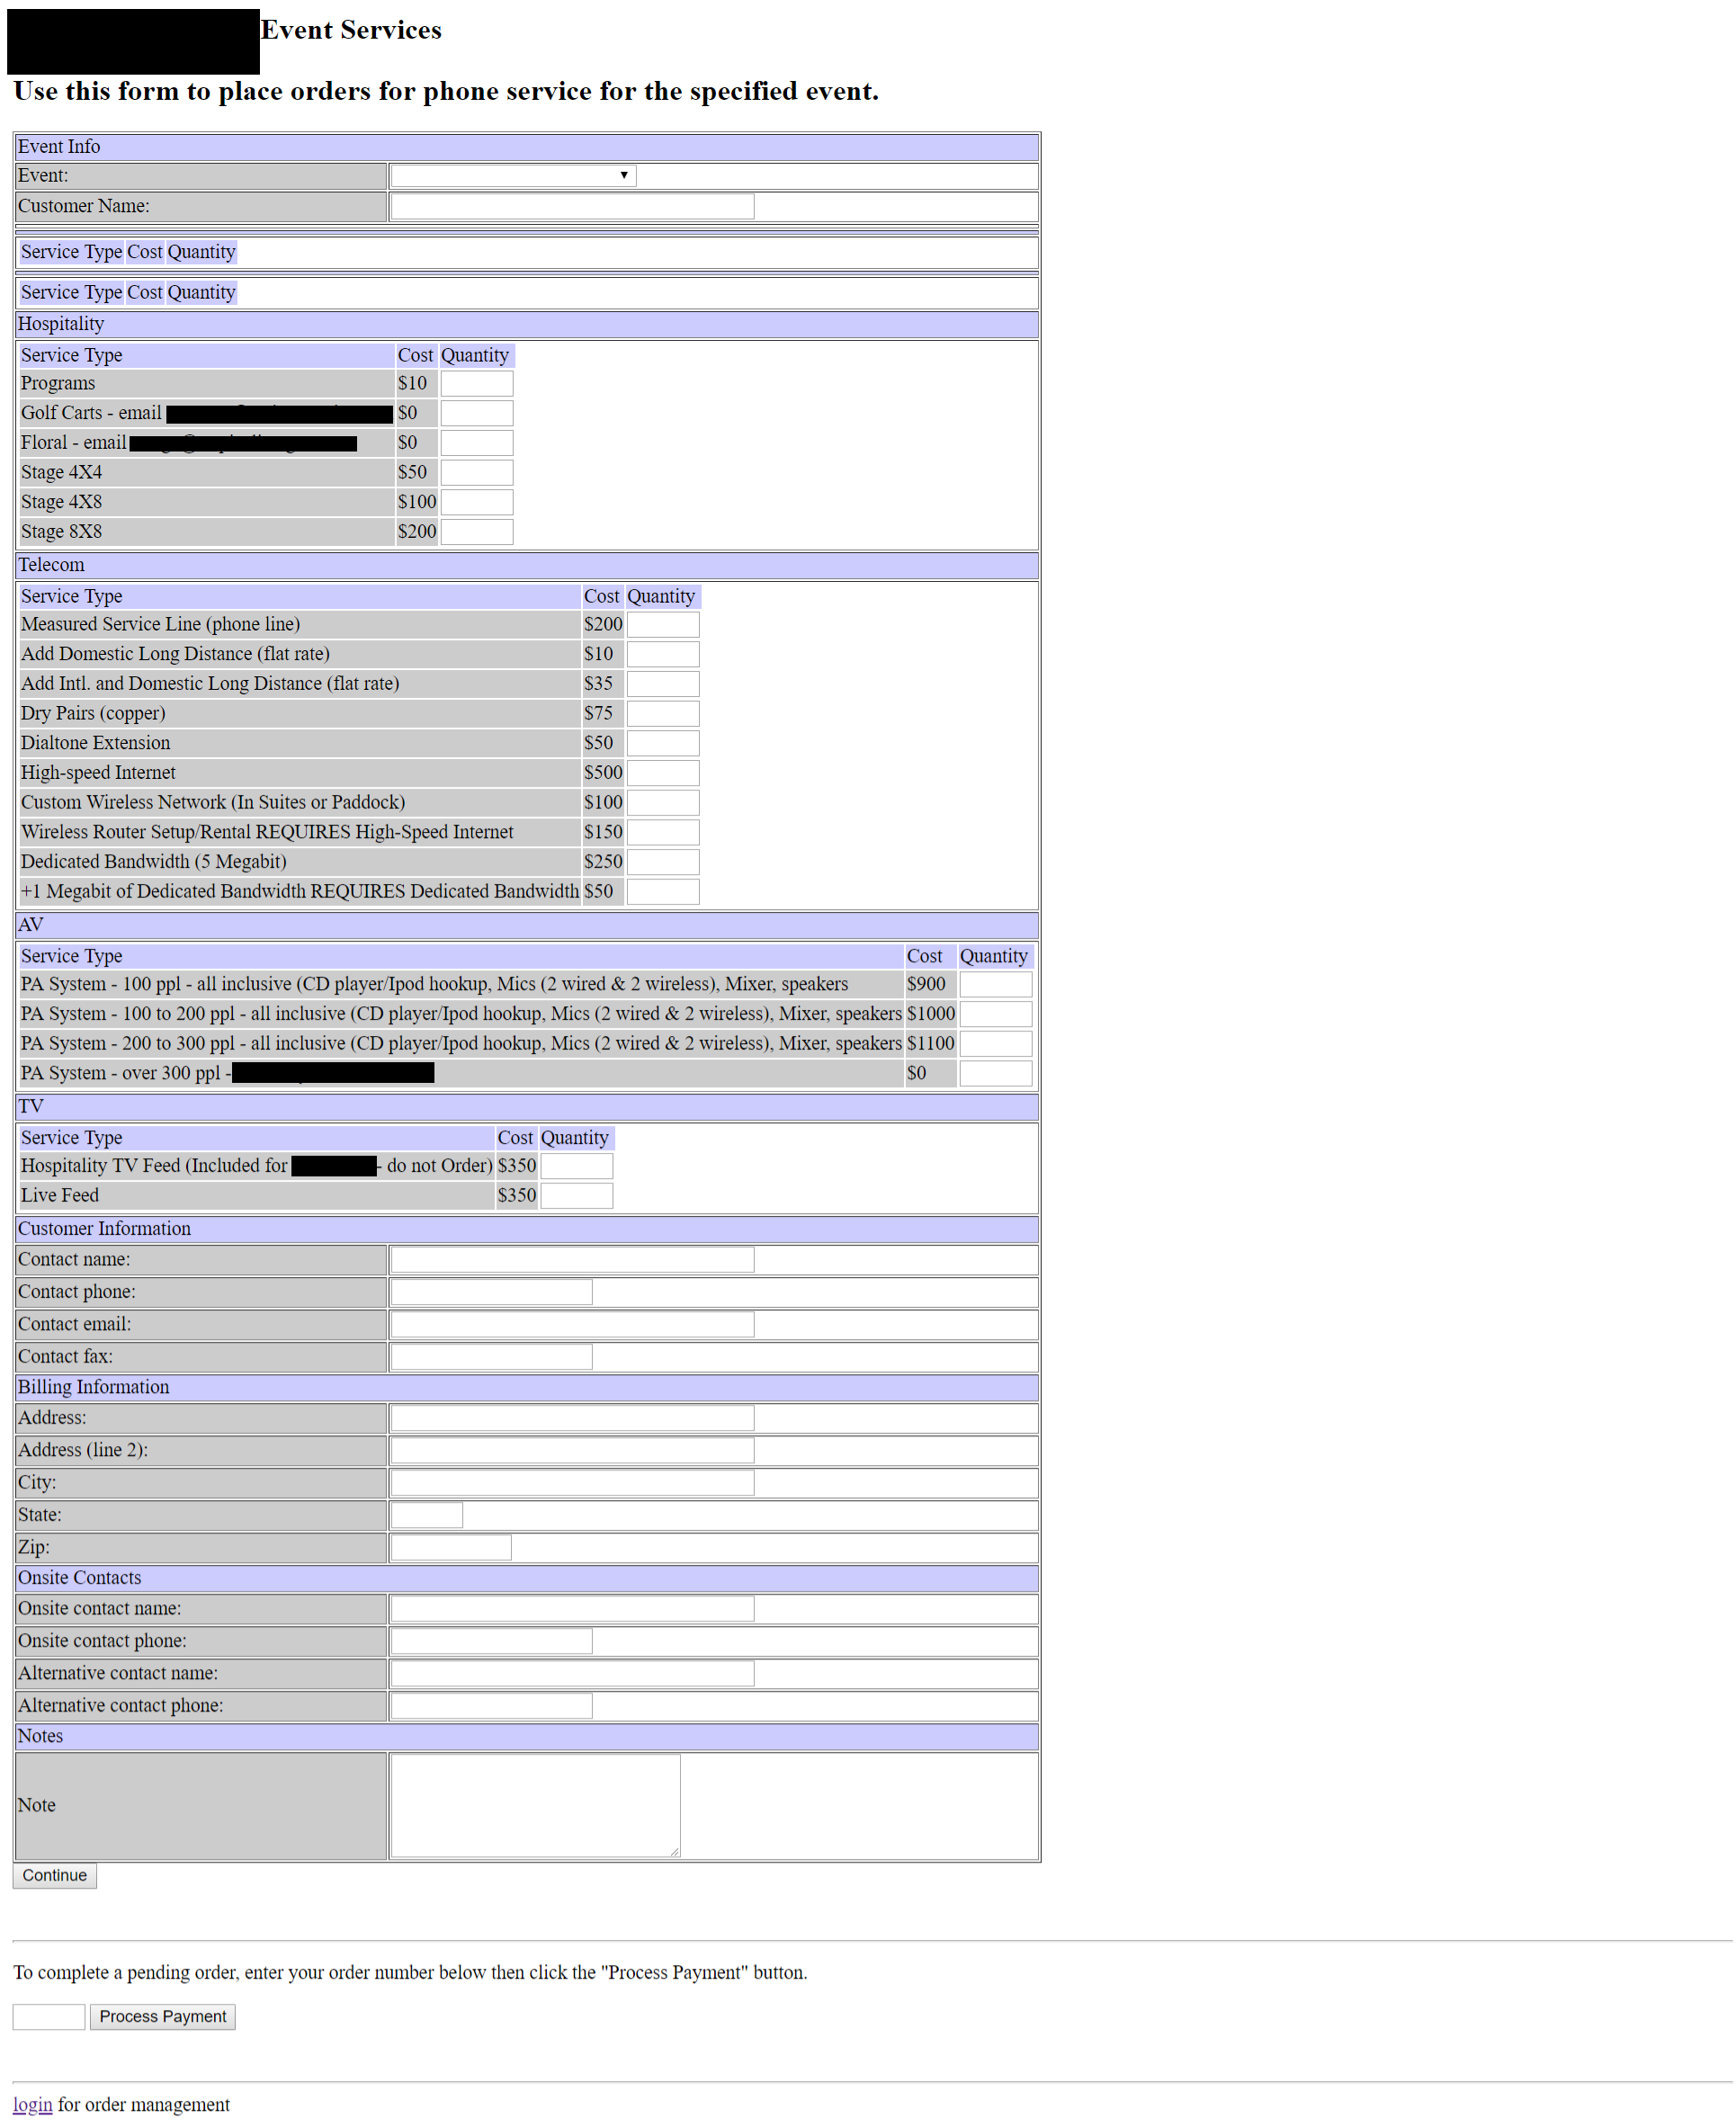 Event Services
Use this form to place orders for phone service for the specified event.
Event Info
Event:
Customer Name:
Service Type Cost Quantity
Service Type Cost Quantity
Hospitality
Service Type Cost Quantity
Programs $10
Golf Carts - email $0
Floral - email $0
Stage 4X4 $50
Stage 4X8 $100
Stage 8X8 $200
Telecom
Service Type Cost Quantity
Measured Service Line (phone line) $200
Add Domestic Long Distance (flat rate) $10
Add Intl. and Domestic Long Distance (flat rate) $35
Dry Pairs (copper) $75
Dialtone Extension $50
High-speed Internet $500
Custom Wireless Network (In Suites or Paddock) $100
Wireless Router Setup/Rental REQUIRES High-Speed Internet $150
Dedicated Bandwidth (5 Megabit) $250
+1 Megabit of Dedicated Bandwidth REQUIRES Dedicated Bandwidth $50
AV
Service Type Cost Quantity
PA System - 100 ppl - all inclusive (CD player/Ipod hookup, Mics (2 wired & 2 wireless), Mixer, speakers $900
PA System - 100 to 200 ppl - all inclusive (CD player/Ipod hookup, Mics (2 wired & 2 wireless), Mixer, speakers $1000
PA System - 200 to 300 ppl - all inclusive (CD player/Ipod hookup, Mics (2 wired & 2 wireless), Mixer, speakers $1100
PA System - over 300 ppl - $0
TV
Service Type Cost Quantity
Hospitality TV Feed (Included for - do not Order) $350
Live Feed $350
Customer Information
Contact name:
Contact phone:
Contact email:
Contact fax:
Billing Information
Address:
Address (line 2):
City:
State:
Zip:
Onsite Contacts
Onsite contact name:
Onsite contact phone:
Alternative contact name:
Alternative contact phone:
Notes
Note
Continue
To complete a pending order, enter your order number below then click the "Process Payment" button.
Process Payment
login for order management